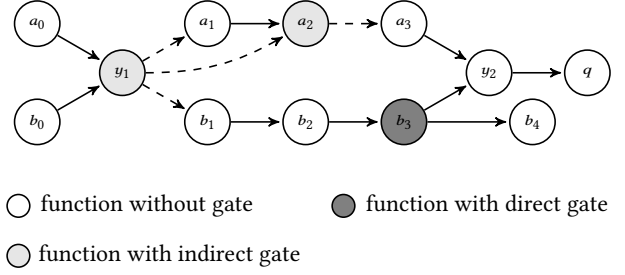 a0 a1 a2 a3
y1 y2 q
b0 b1 b2 b3 b4
function without gate function with direct gate
function with indirect gate